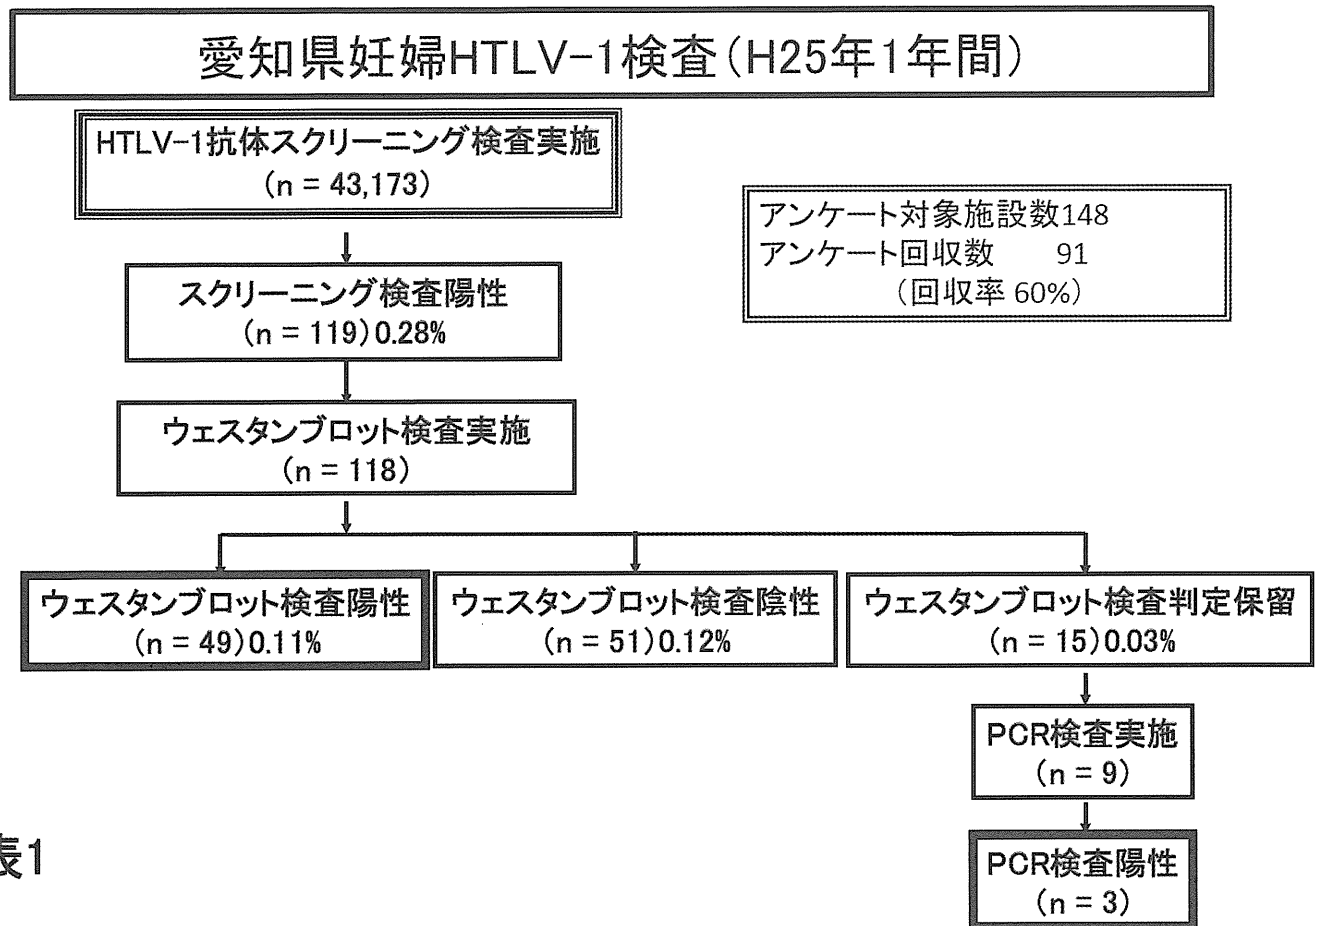 愛知県妊婦HTLV-1検査(H25年1年間)
HTLV-1抗体スクリーニング検査実施
(n = 43,173)
アンケート対象施設数148
アンケート回収数 91
(回収率 60%)
スクリーニング検査陽性
(n = 119)0.28%
ウェスタンブロット検査実施
(n = 118)
ウェスタンブロット検査陽性
(n = 49)0.11%
ウェスタンブロット検査陰性
(n = 51)0.12%
ウェスタンブロット検査判定保留
(n = 15)0.03%
PCR検査実施
(n = 9)
表1
PCR検査陽性
(n = 3)